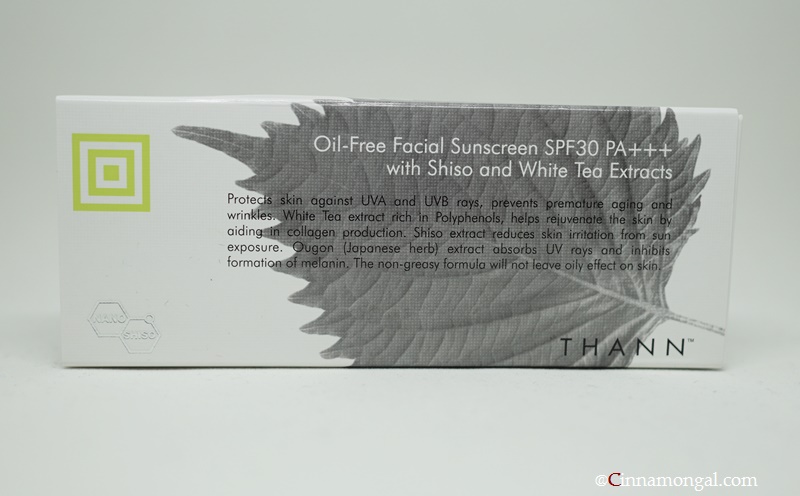 Oil-Free Facial Sunscreen SPF30 PA+++
with Shiso and White Tea Extracts
Protects skin against UVA and UVB rays, prevents premature aging and
wrinkles. White Tea extract rich in Polyphenols, helps rejuvenate the skin by
aiding in collagen production. Shiso extract reduces skin irritation from sun
exposure. Ougon (Japanese herb) extract absorbs UV rays and inhibits
formation of melanin. The non-greasy formula will not leave oily effect on skin.
NANO
SHISO
THANN™
©Cinnamongal.com